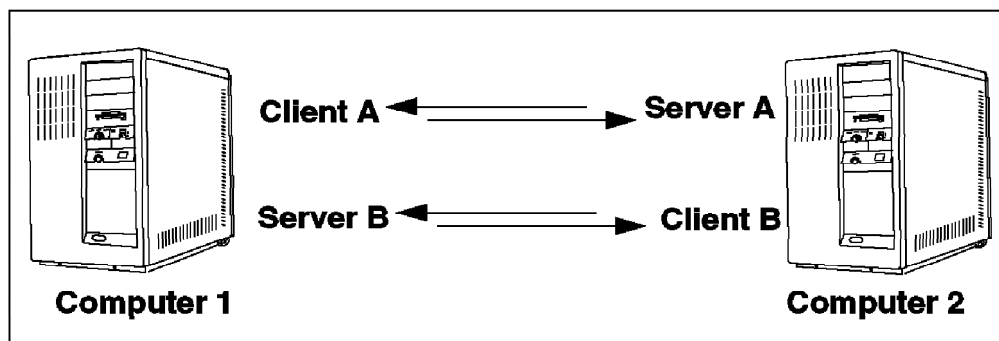 Client A Server A
Server B Client B
Computer 1 Computer 2